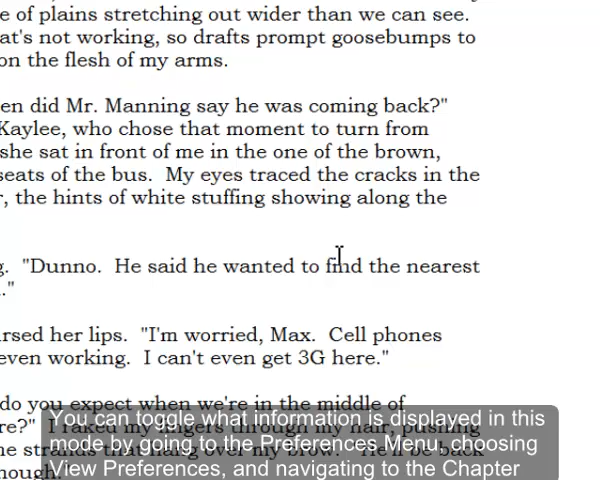 e of plains stretching out wider than we can see.
at's not working, so drafts prompt goosebumps to
on the flesh of my arms.
en did Mr. Manning say he was coming back?"
Kaylee, who chose that moment to turn from
she sat in front of me in the one of the brown,
seats of the bus.  My eyes traced the cracks in the
r, the hints of white stuffing showing along the
g.  "Dunno.  He said he wanted to find the nearest
."
rsed her lips.  "I'm worried, Max.  Cell phones
even working.  I can't even get 3G here."
do you expect when we're in the middle of
re?"  I raked my fingers through my hair, pushing
he strands that hang over my brow.  "He'll be back
nough."
You can toggle what information is displayed in this
mode by going to the Preferences Menu, choosing
View Preferences, and navigating to the Chapter